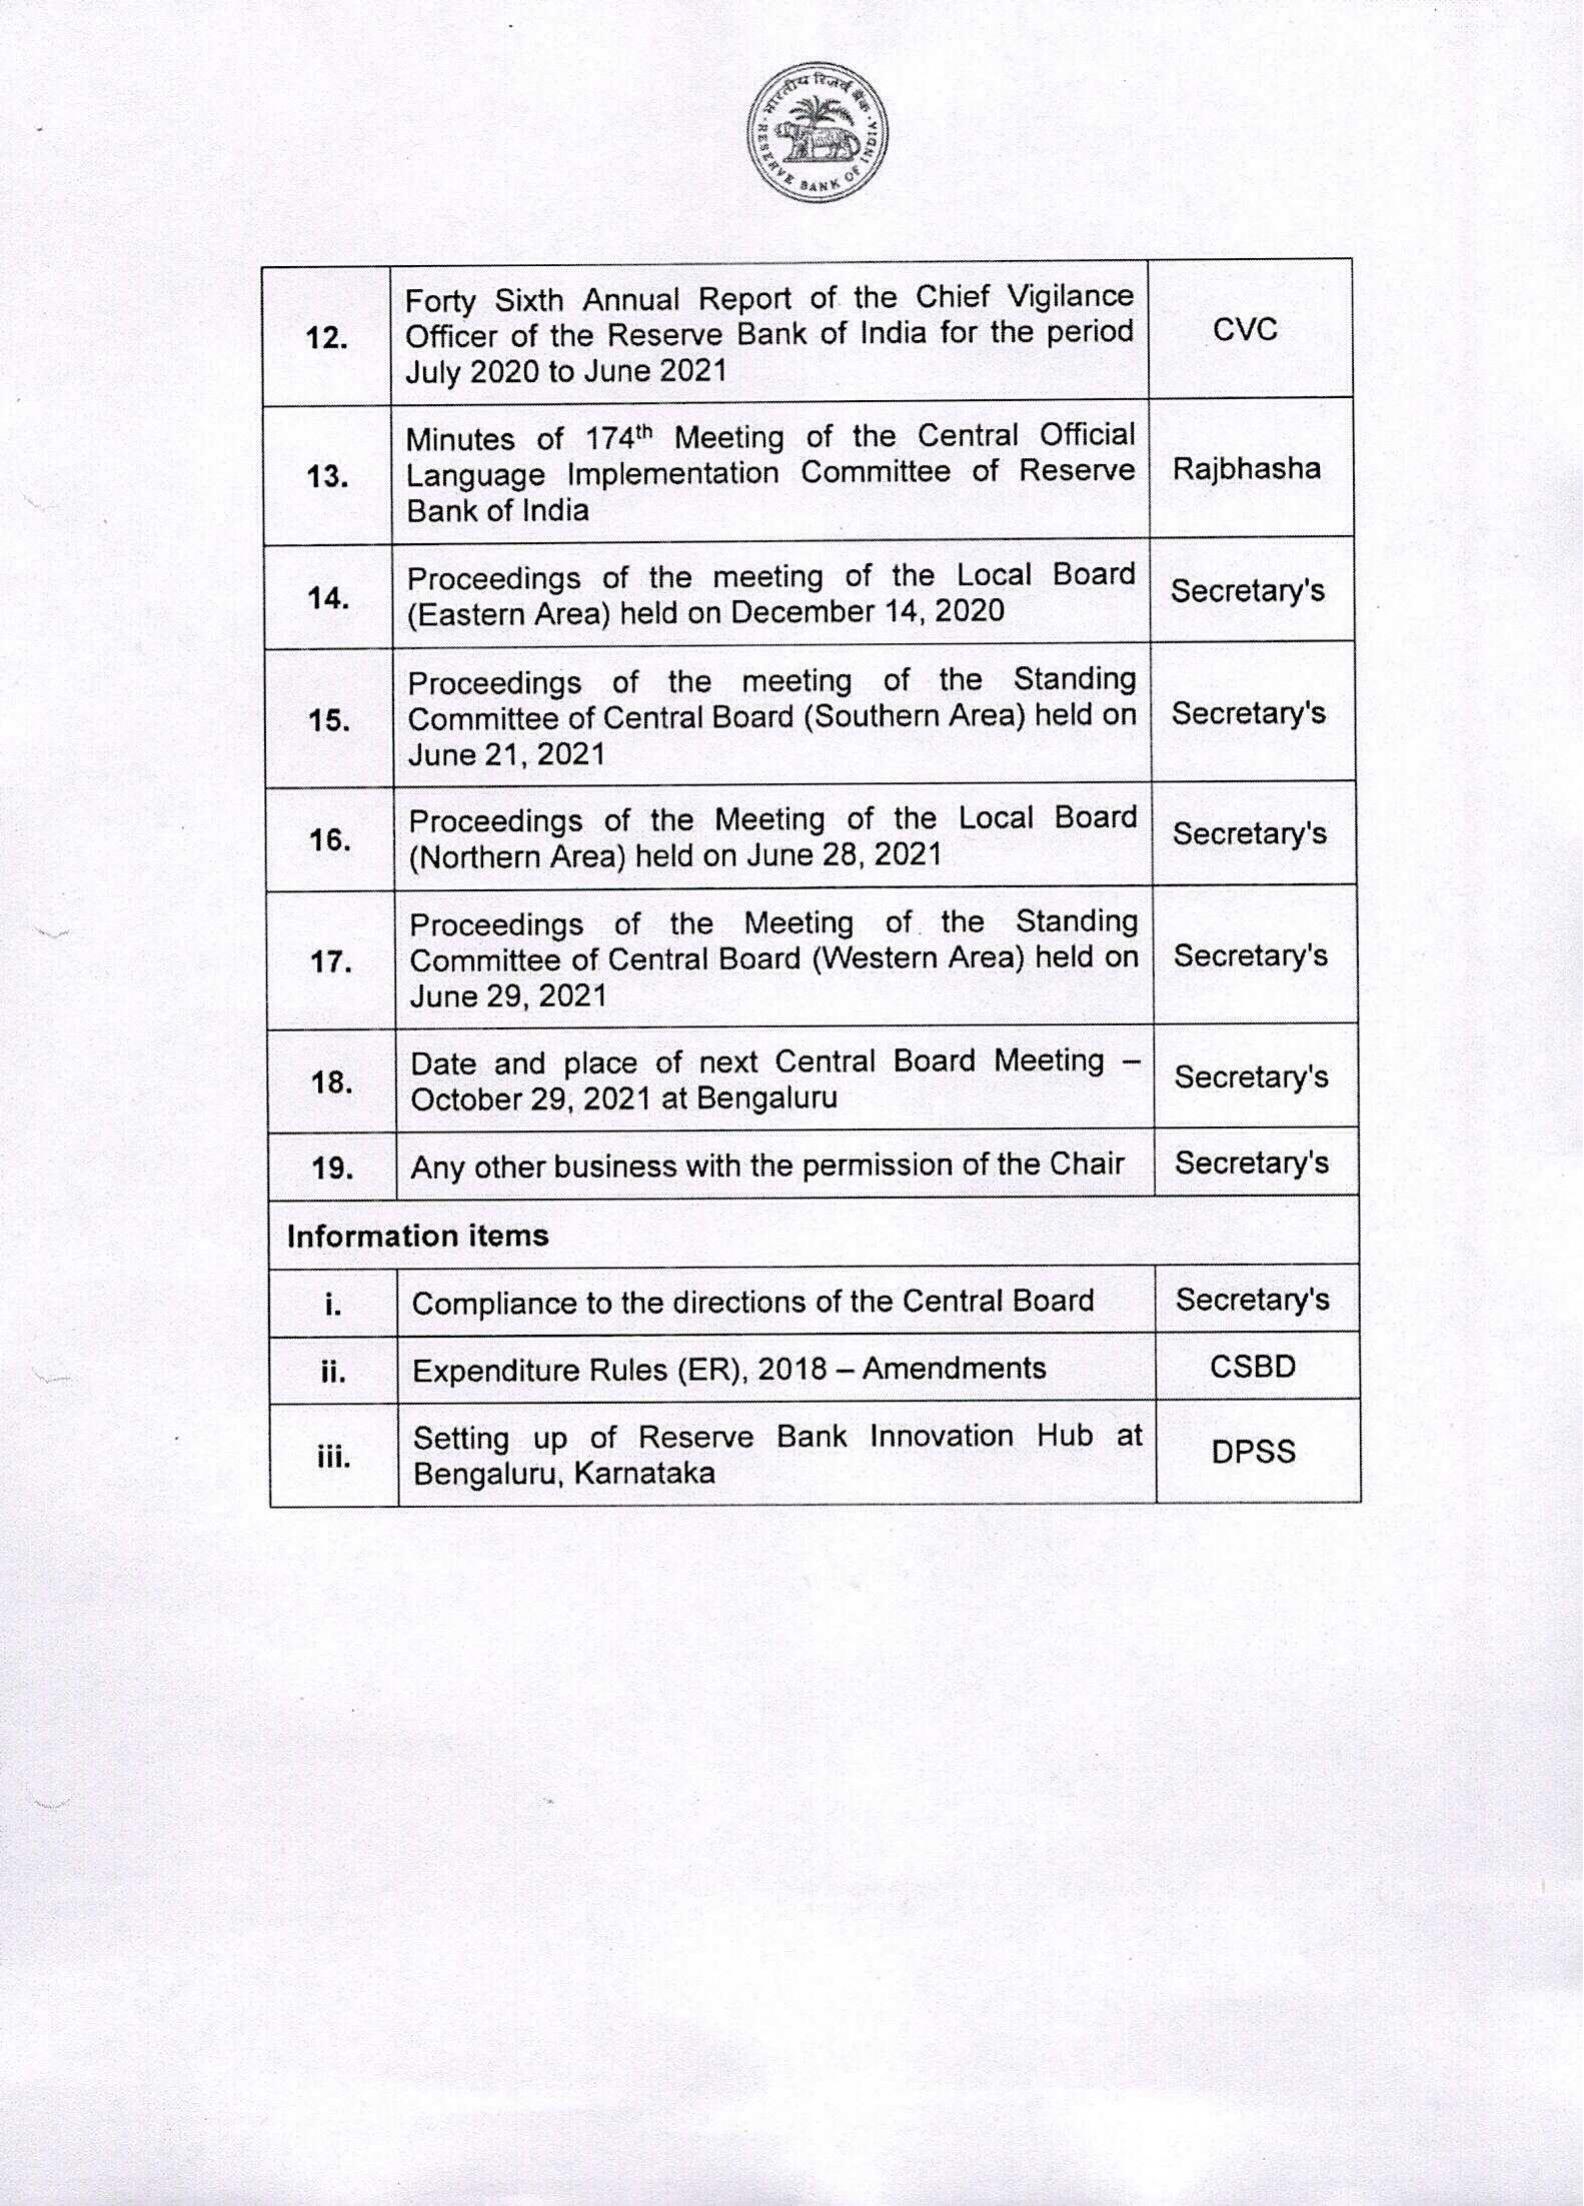 भारतीय रिज़र्व बैंक
RESERVE BANK OF INDIA
12.
Forty Sixth Annual Report of the Chief Vigilance
Officer of the Reserve Bank of India for the period
July 2020 to June 2021
CVC
13.
Minutes of 174th Meeting of the Central Official
Language Implementation Committee of Reserve
Bank of India
Rajbhasha
14.
Proceedings of the meeting of the Local Board
(Eastern Area) held on December 14, 2020
Secretary's
15.
Proceedings of the meeting of the Standing
Committee of Central Board (Southern Area) held on
June 21, 2021
Secretary's
16.
Proceedings of the Meeting of the Local Board
(Northern Area) held on June 28, 2021
Secretary's
17.
Proceedings of the Meeting of the Standing
Committee of Central Board (Western Area) held on
June 29, 2021
Secretary's
18.
Date and place of next Central Board Meeting –
October 29, 2021 at Bengaluru
Secretary's
19.
Any other business with the permission of the Chair
Secretary's
Information items
i.
Compliance to the directions of the Central Board
Secretary's
ii.
Expenditure Rules (ER), 2018 – Amendments
CSBD
iii.
Setting up of Reserve Bank Innovation Hub at
Bengaluru, Karnataka
DPSS